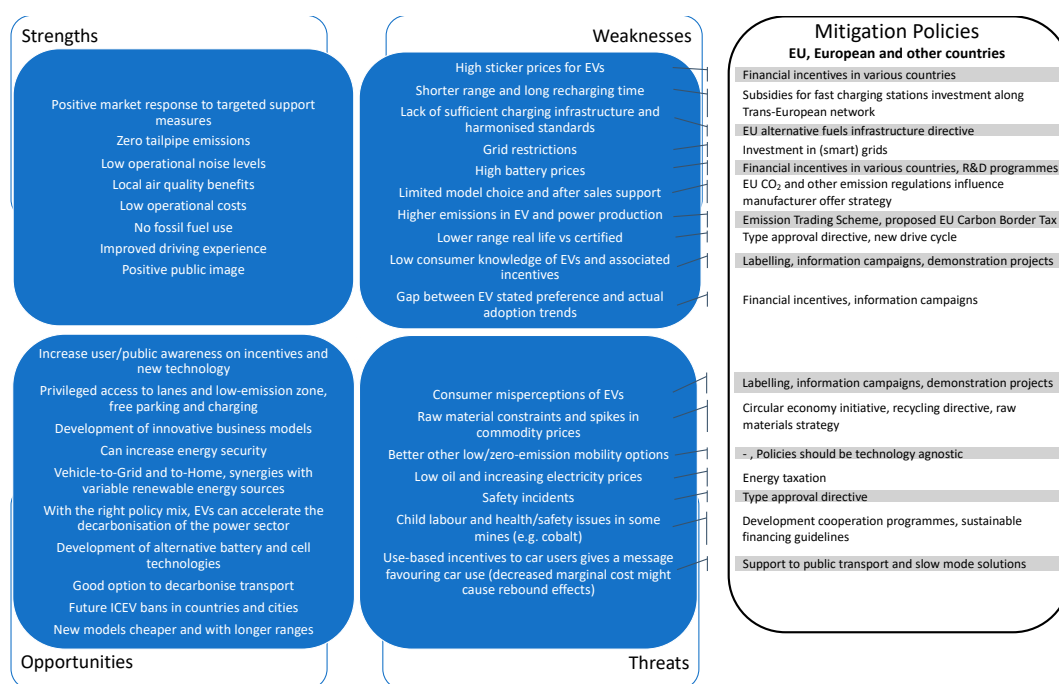 Strengths
Positive market response to targeted support
measures
Zero tailpipe emissions
Low operational noise levels
Local air quality benefits
Low operational costs
No fossil fuel use
Improved driving experience
Positive public image
Weaknesses
High sticker prices for EVs
Shorter range and long recharging time
Lack of sufficient charging infrastructure and
harmonised standards
Grid restrictions
High battery prices
Limited model choice and after sales support
Higher emissions in EV and power production
Lower range real life vs certified
Low consumer knowledge of EVs and associated
incentives
Gap between EV stated preference and actual
adoption trends
Mitigation Policies
EU, European and other countries
Financial incentives in various countries
Subsidies for fast charging stations investment along
Trans-European network
EU alternative fuels infrastructure directive
Investment in (smart) grids
Financial incentives in various countries, R&D programmes
EU CO₂ and other emission regulations influence
manufacturer offer strategy
Emission Trading Scheme, proposed EU Carbon Border Tax
Type approval directive, new drive cycle
Labelling, information campaigns, demonstration projects
Financial incentives, information campaigns
Labelling, information campaigns, demonstration projects
Circular economy initiative, recycling directive, raw
materials strategy
- , Policies should be technology agnostic
Energy taxation
Type approval directive
Development cooperation programmes, sustainable
financing guidelines
Support to public transport and slow mode solutions
Increase user/public awareness on incentives and
new technology
Privileged access to lanes and low-emission zone,
free parking and charging
Development of innovative business models
Can increase energy security
Vehicle-to-Grid and to-Home, synergies with
variable renewable energy sources
With the right policy mix, EVs can accelerate the
decarbonisation of the power sector
Development of alternative battery and cell
technologies
Good option to decarbonise transport
Future ICEV bans in countries and cities
New models cheaper and with longer ranges
Opportunities
Consumer misperceptions of EVs
Raw material constraints and spikes in
commodity prices
Better other low/zero-emission mobility options
Low oil and increasing electricity prices
Safety incidents
Child labour and health/safety issues in some
mines (e.g. cobalt)
Use-based incentives to car users gives a message
favouring car use (decreased marginal cost might
cause rebound effects)
Threats